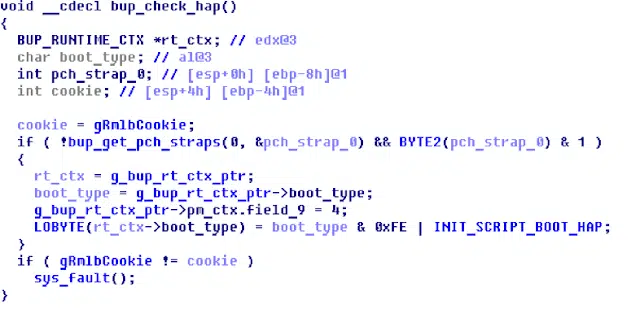 void __cdecl bup_check_hap()
{
  BUP_RUNTIME_CTX *rt_ctx; // edx@3
  char boot_type; // al@3
  int pch_strap_0; // [esp+0h] [ebp-8h]@1
  int cookie; // [esp+4h] [ebp-4h]@1

  cookie = gRmlbCookie;
  if ( !bup_get_pch_straps(0, &pch_strap_0) && BYTE2(pch_strap_0) & 1 )
  {
    rt_ctx = g_bup_rt_ctx_ptr;
    boot_type = g_bup_rt_ctx_ptr->boot_type;
    g_bup_rt_ctx_ptr->pm_ctx.field_9 = 4;
    LOBYTE(rt_ctx->boot_type) = boot_type & 0xFE | INIT_SCRIPT_BOOT_HAP;
  }
  if ( gRmlbCookie != cookie )
    sys_fault();
}